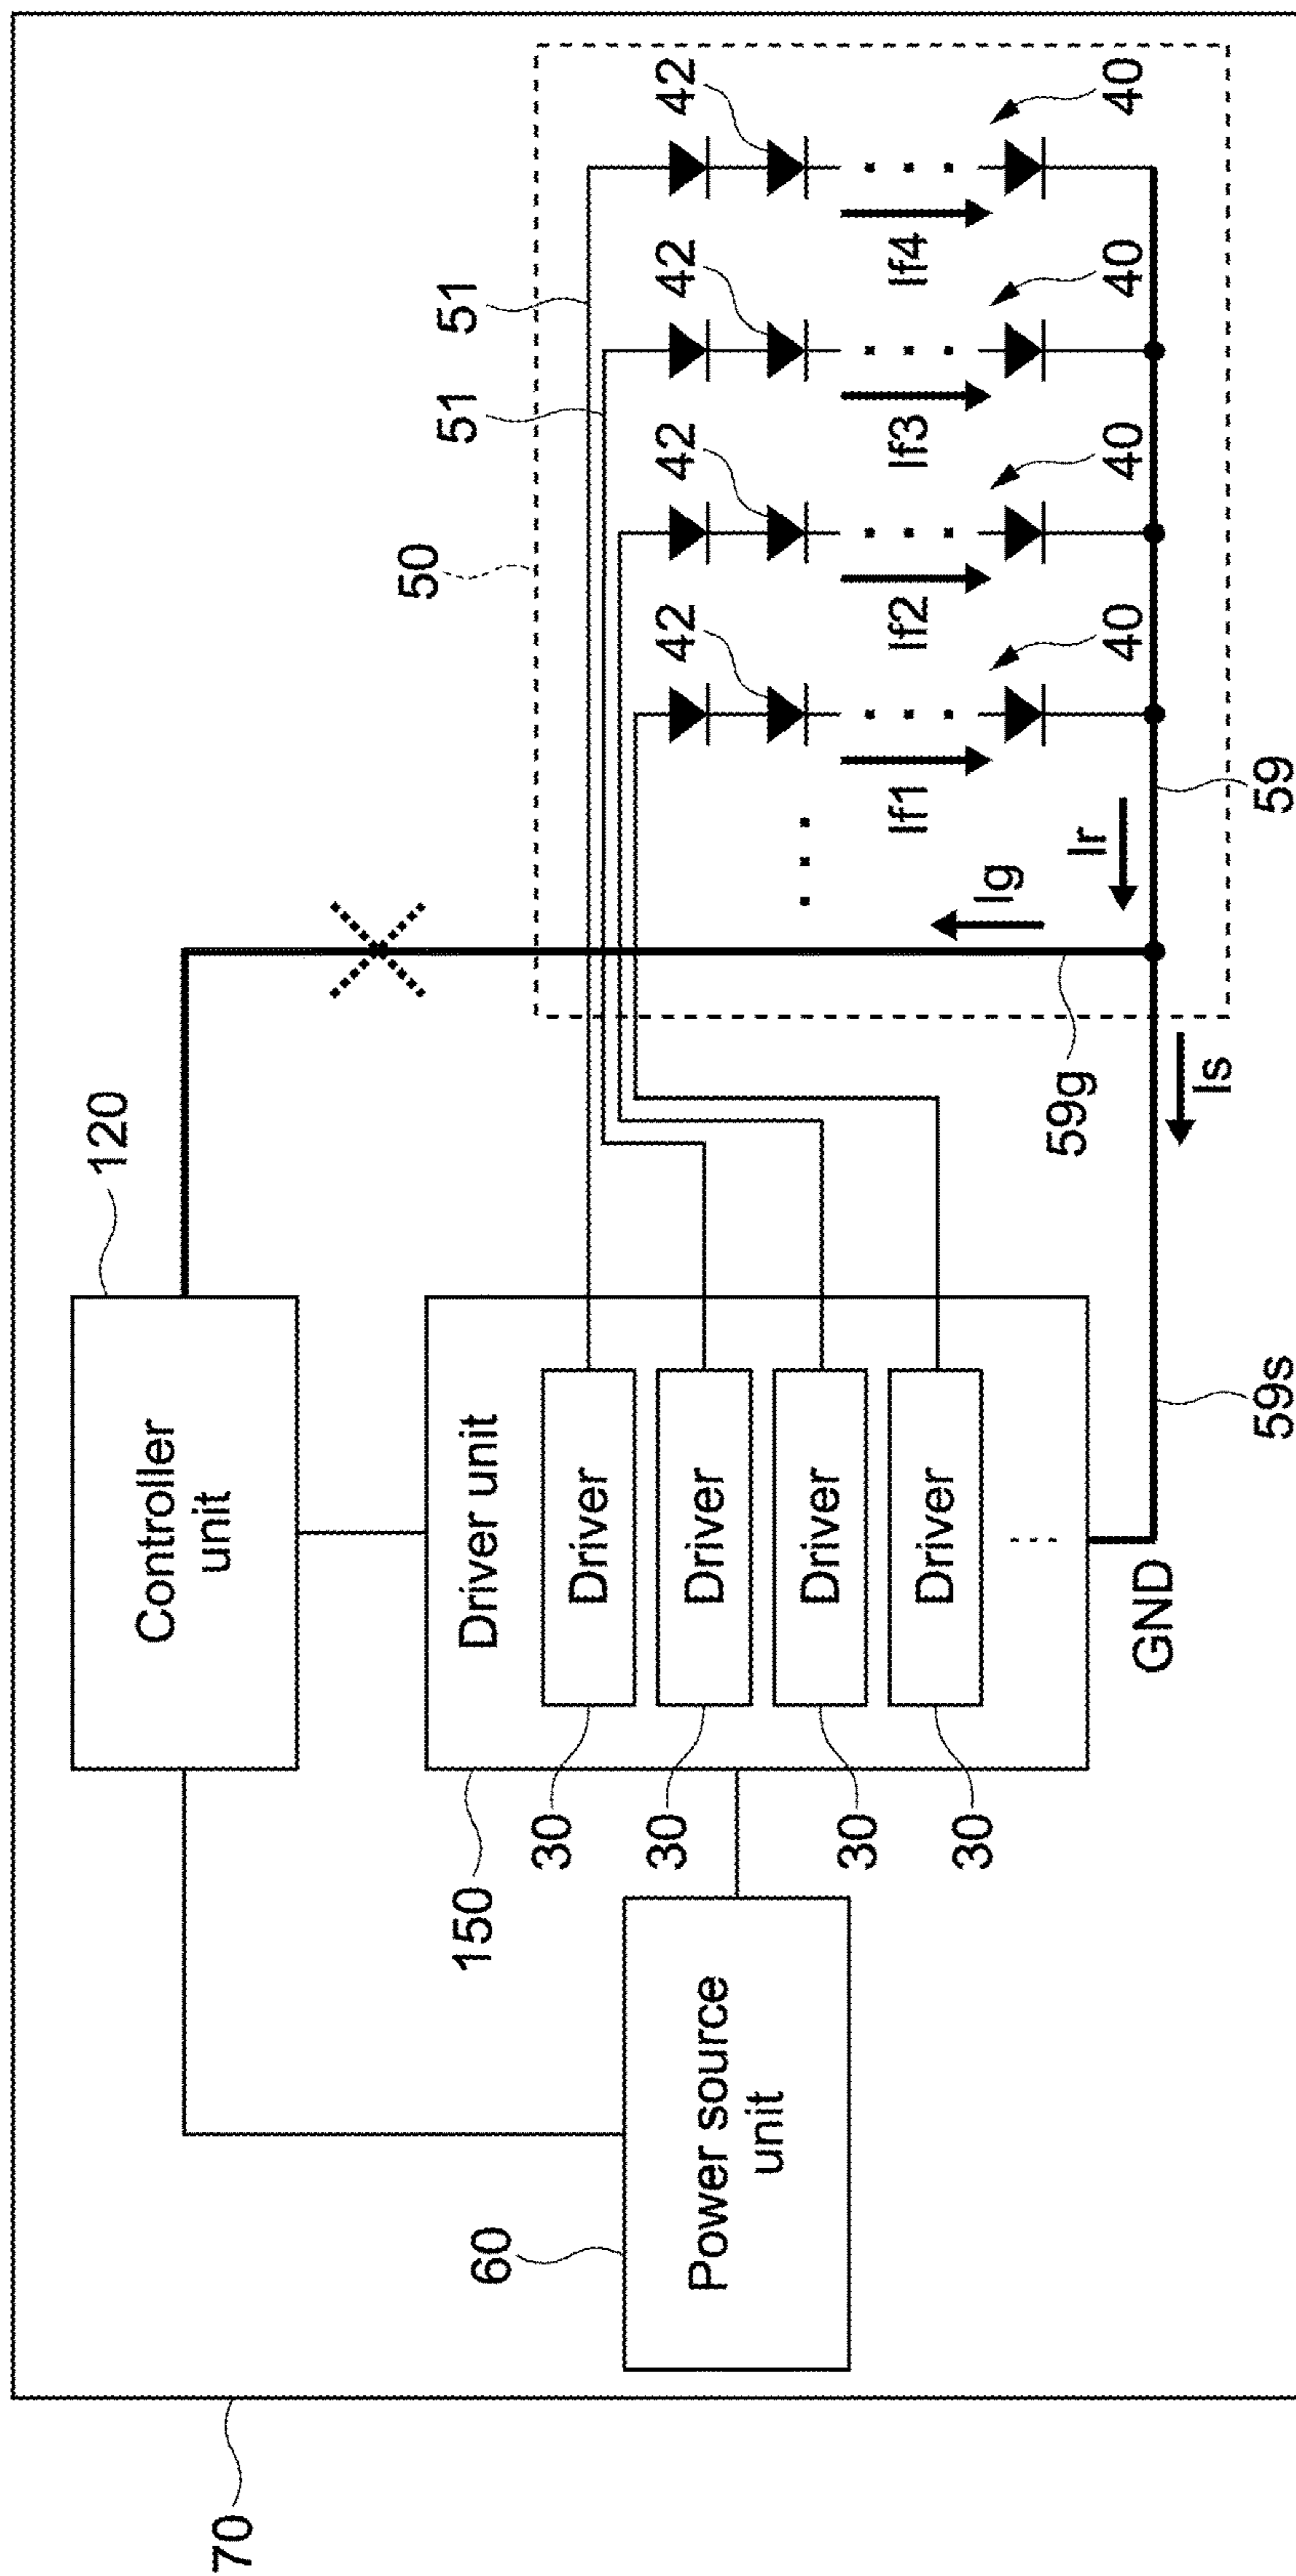 70
60
Power source
unit
120
Controller
unit
150
Driver unit
30
Driver
30
Driver
30
Driver
30
Driver
GND
59s
Is
59g
50
51
51
42
42
42
42
If1
If2
If3
If4
40
40
40
40
Ig
Ir
59